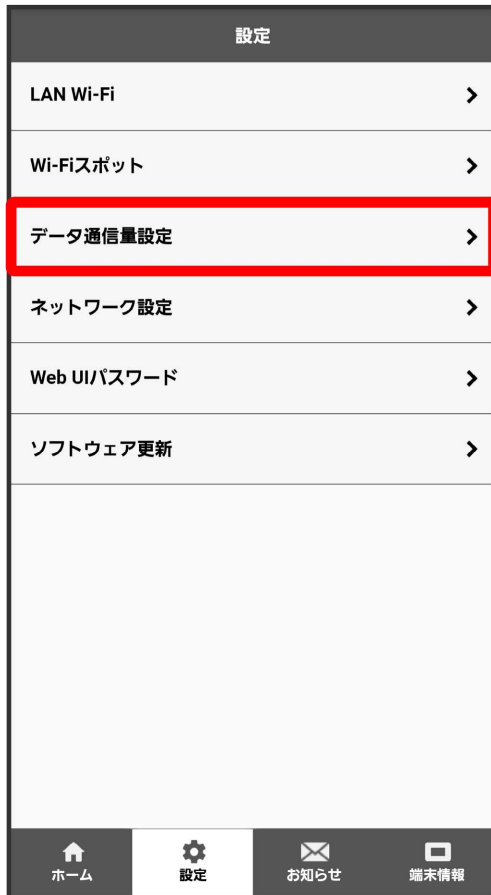 設定
LAN Wi-Fi
Wi-Fiスポット
データ通信量設定
ネットワーク設定
Web UIパスワード
ソフトウェア更新
ホーム
設定
お知らせ
端末情報